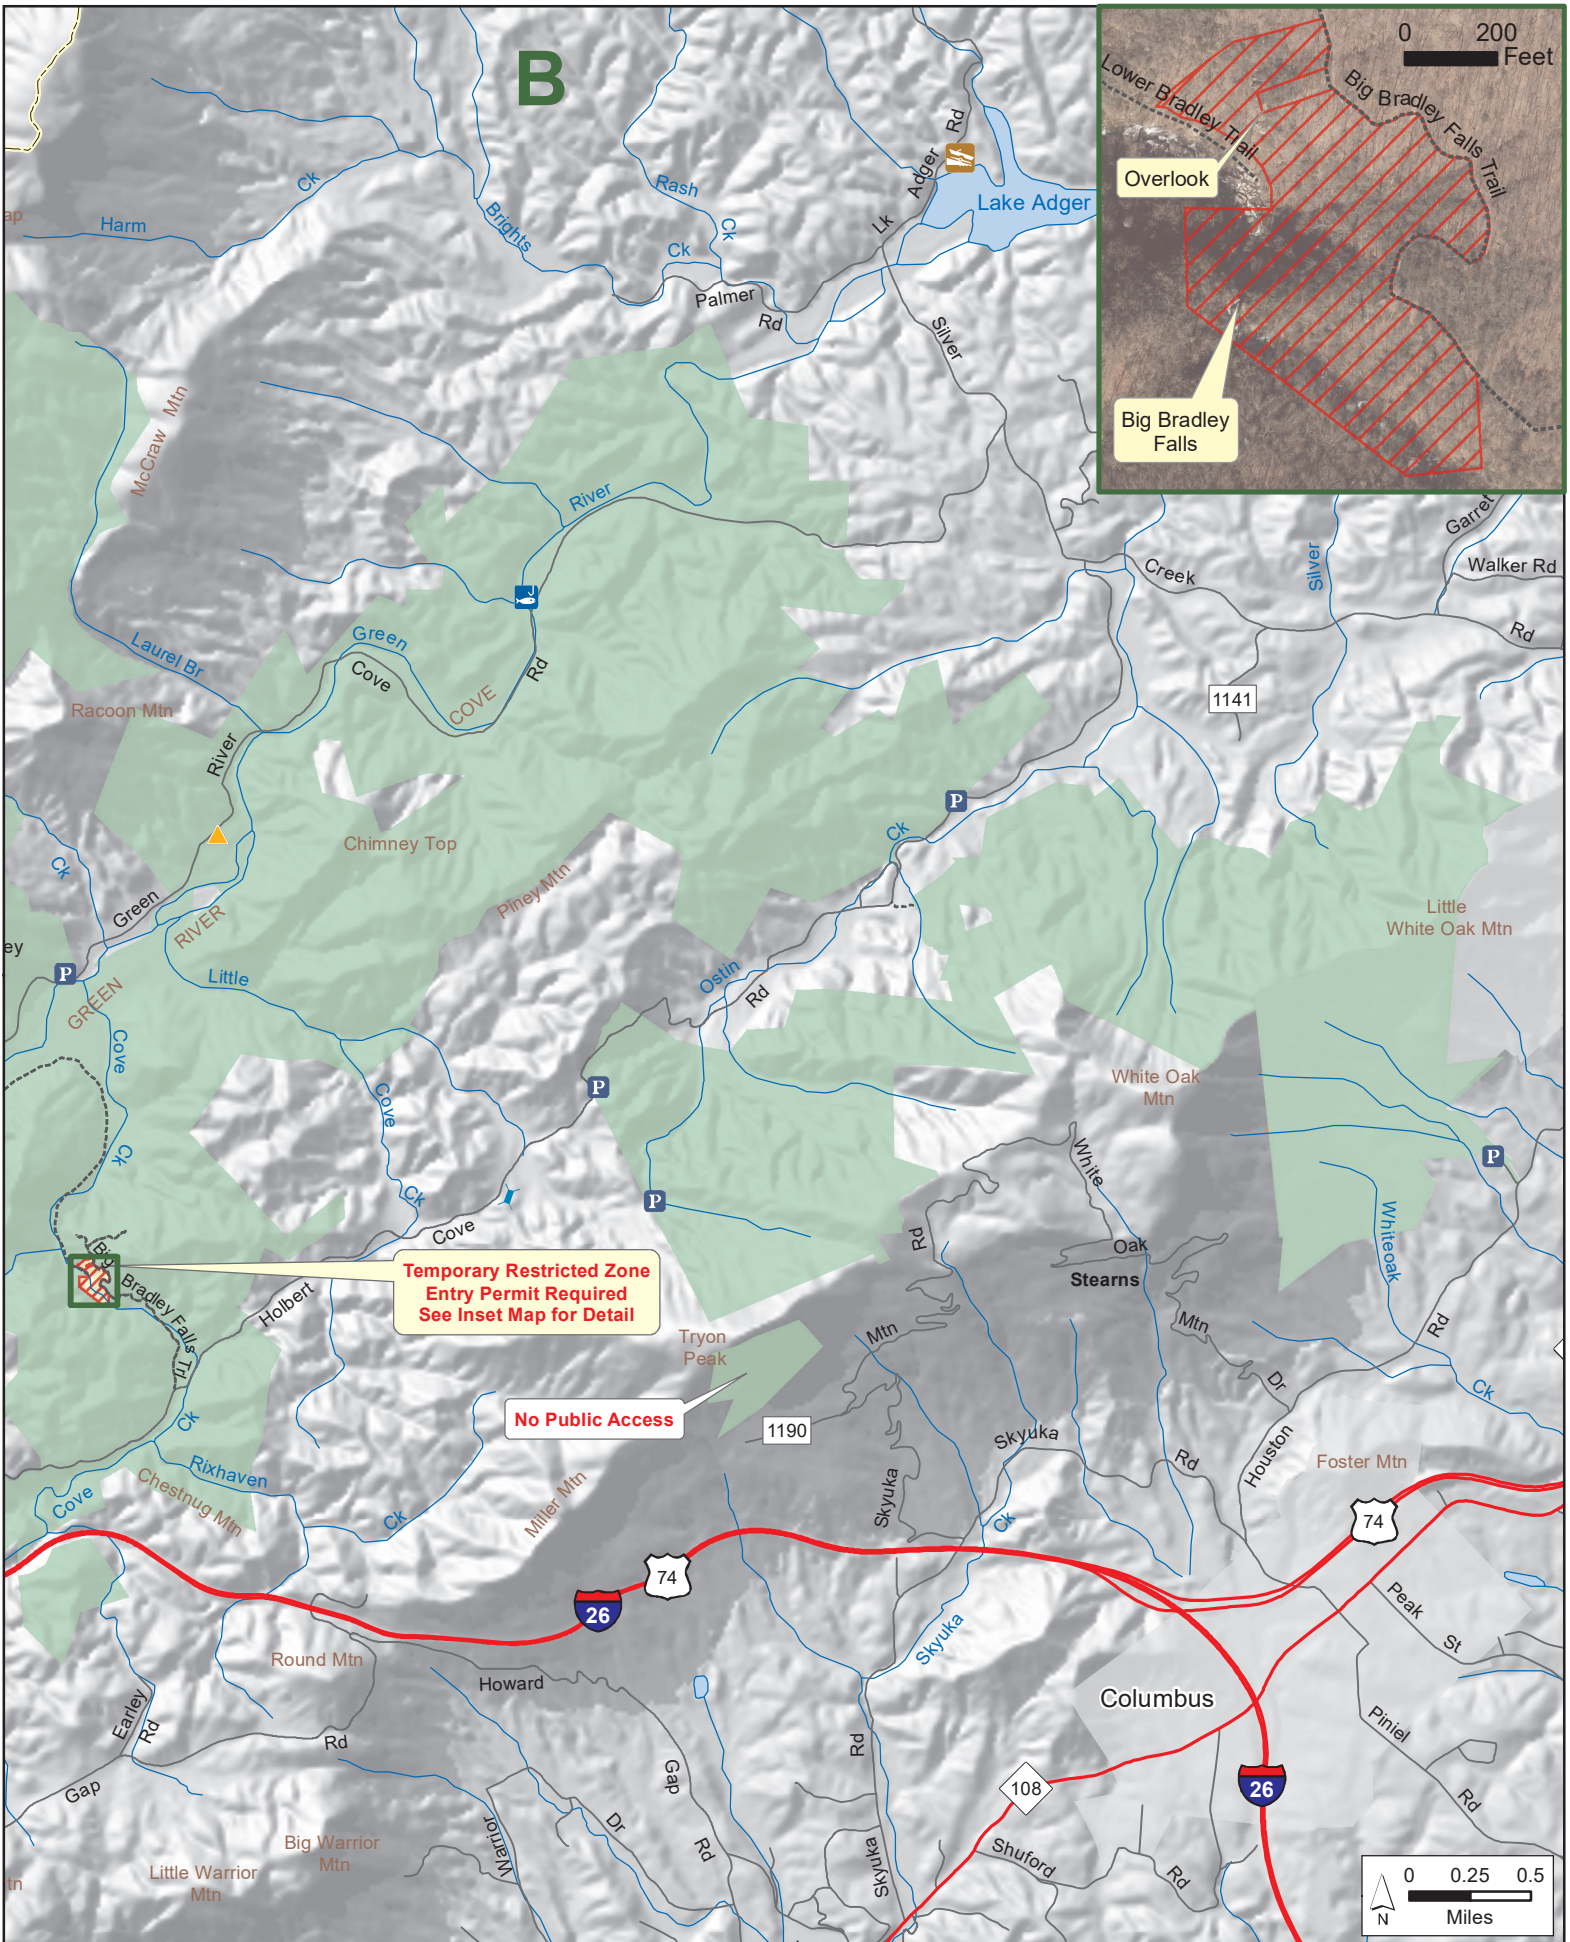 B
0 200
Feet
Lower Bradley Trail
Big Bradley Falls Trail
Overlook
Big Bradley
Falls
Adger Rd
Lk
Lake Adger
Rash
Ck
Ck
Harm
Ck
Brights
Palmer
Rd
Silver
ap
McCraw Mtn
River
Garret
Walker Rd
Silver
Creek
Rd
Green
Cove
Rd
COVE
Laurel Br
Racoon Mtn
River
1141
P
Ck
Chimney Top
Piney Mtn
Ck
Green
RIVER
Little
White Oak Mtn
ey
P
GREEN
Little
Ostin
Rd
Cove
Ck
Cove
Ck
P
White Oak
Mtn
P
P
White
Rd
Oak
Stearns
Whiteoak
Cove
Big Bradley Falls Trl
Holbert
Temporary Restricted Zone
Entry Permit Required
See Inset Map for Detail
Tryon
Peak
Mtn
Mtn
Dr
Rd
Ck
No Public Access
1190
Ck
Rixhaven
Chestnug Mtn
Cove
Ck
Miller Mtn
Skyuka
Skyuka
Rd
Houston
Foster Mtn
Ck
74
74
26
Peak
St
Round Mtn
Howard
Skyuka
Columbus
Earley
Rd
Rd
Gap
Gap
Rd
Rd
Piniel
Rd
108
26
Dr
Warrior
Skyuka
Shuford
Rd
Big Warrior
Mtn
Little Warrior
Mtn
tn
N
0 0.25 0.5
Miles